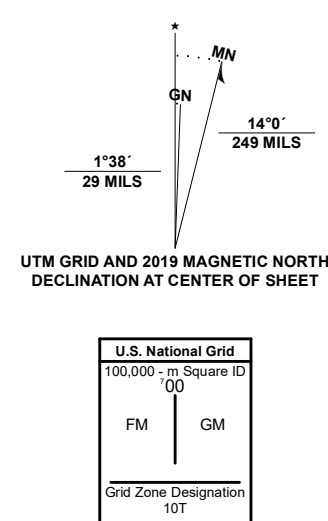 ★
MN
GN
14°0´
249 MILS
1°38´
29 MILS
UTM GRID AND 2019 MAGNETIC NORTH
DECLINATION AT CENTER OF SHEET
U.S. National Grid
100,000 - m Square ID
⁷00
FM GM
Grid Zone Designation
10T